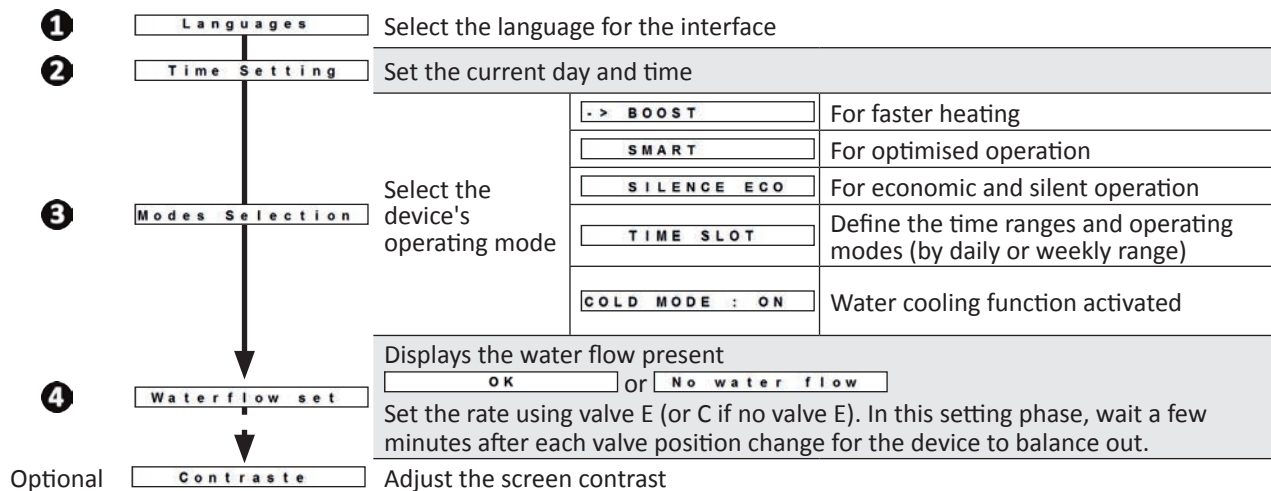 ❶ Languages Select the language for the interface
❷ Time Setting Set the current day and time
❸ Modes Selection Select the
device's
operating mode
-> BOOST For faster heating
SMART For optimised operation
SILENCE ECO For economic and silent operation
TIME SLOT Define the time ranges and operating
modes (by daily or weekly range)
COLD MODE : ON Water cooling function activated
❹ Waterflow set Displays the water flow present
OK or No water flow
Set the rate using valve E (or C if no valve E). In this setting phase, wait a few
minutes after each valve position change for the device to balance out.
Optional Contraste Adjust the screen contrast